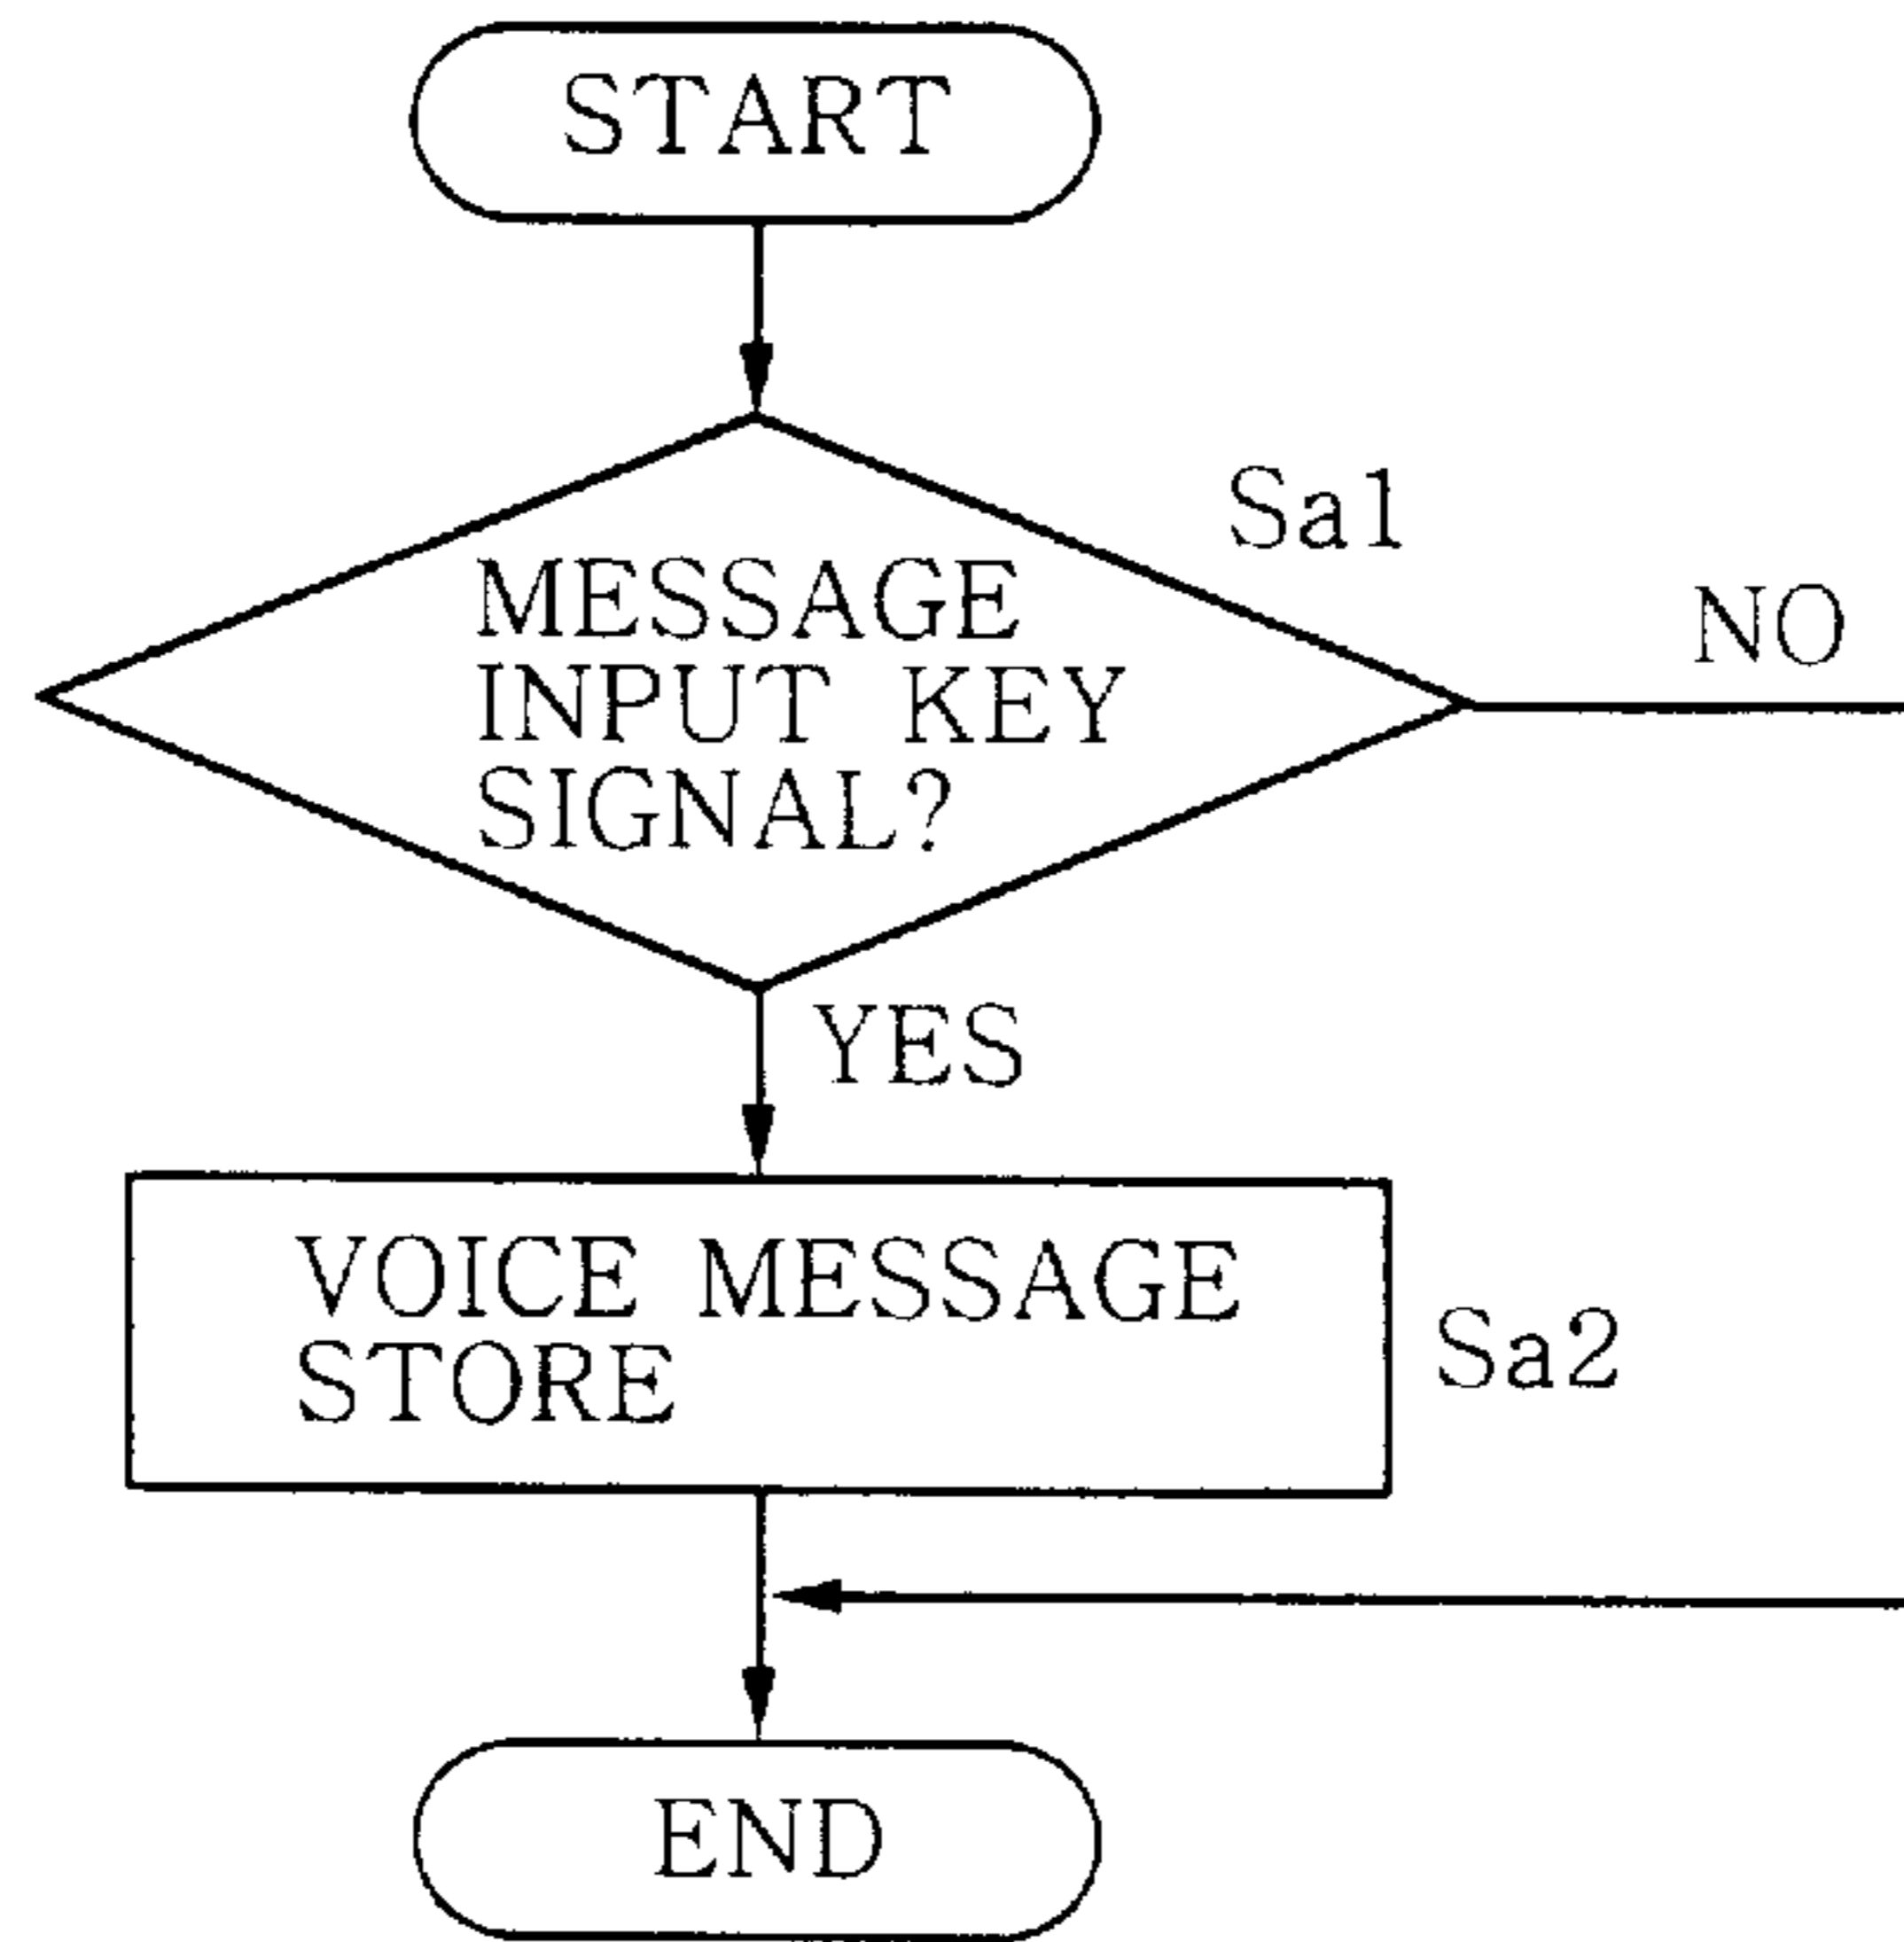 START
Sa1
MESSAGE
INPUT KEY
SIGNAL?
NO
YES
VOICE MESSAGE
STORE
Sa2
END